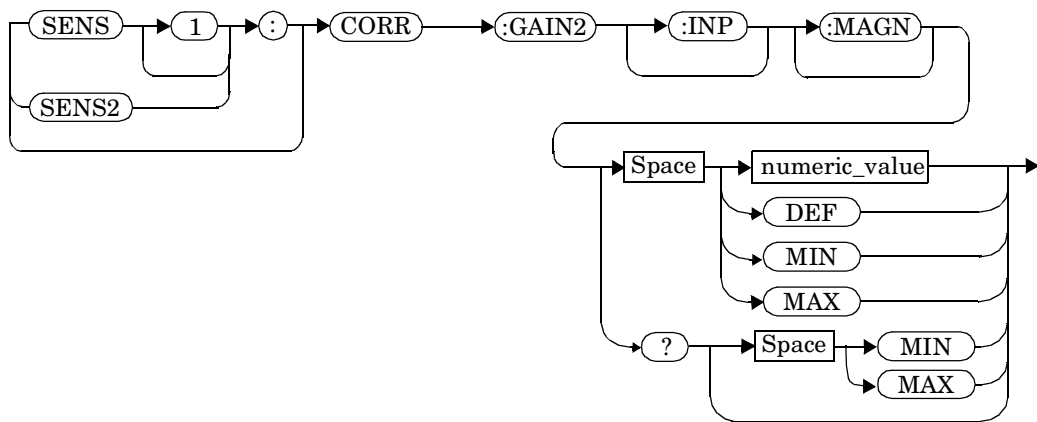 SENS 1 : CORR :GAIN2 :INP :MAGN
SENS2
Space numeric_value
DEF
MIN
MAX
? Space MIN
MAX